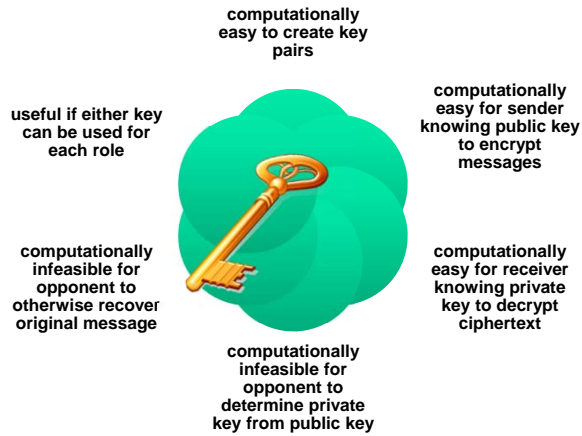 computationally
easy to create key
pairs
computationally
easy for sender
knowing public key
to encrypt
messages
computationally
easy for receiver
knowing private
key to decrypt
ciphertext
computationally
infeasible for
opponent to
determine private
key from public key
computationally
infeasible for
opponent to
otherwise recover
original message
useful if either key
can be used for
each role